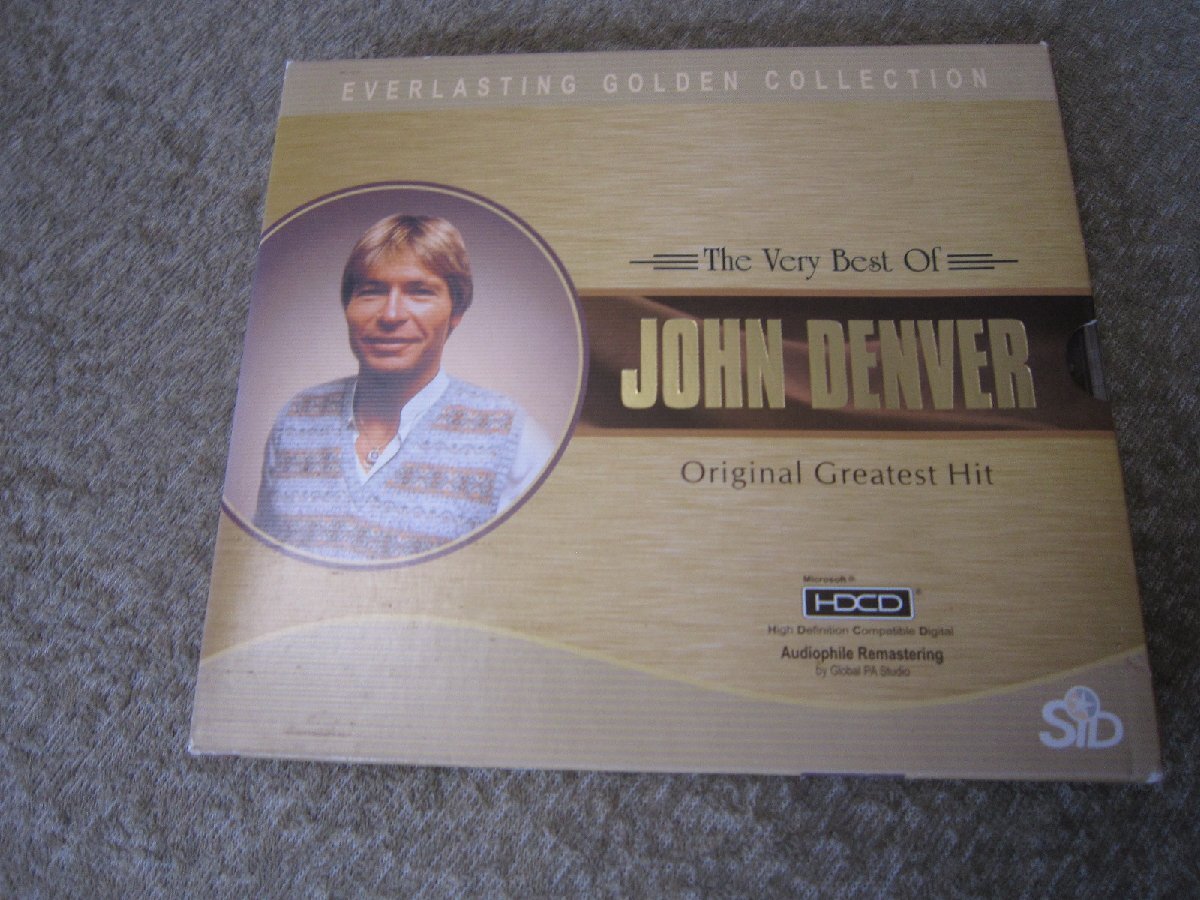 EVERLASTING GOLDEN COLLECTION
The Very Best Of
JOHN DENVER
Original Greatest Hit
Microsoft®
HDCD®
High Definition Compatible Digital
Audiophile Remastering
by Global PA Studio
SID